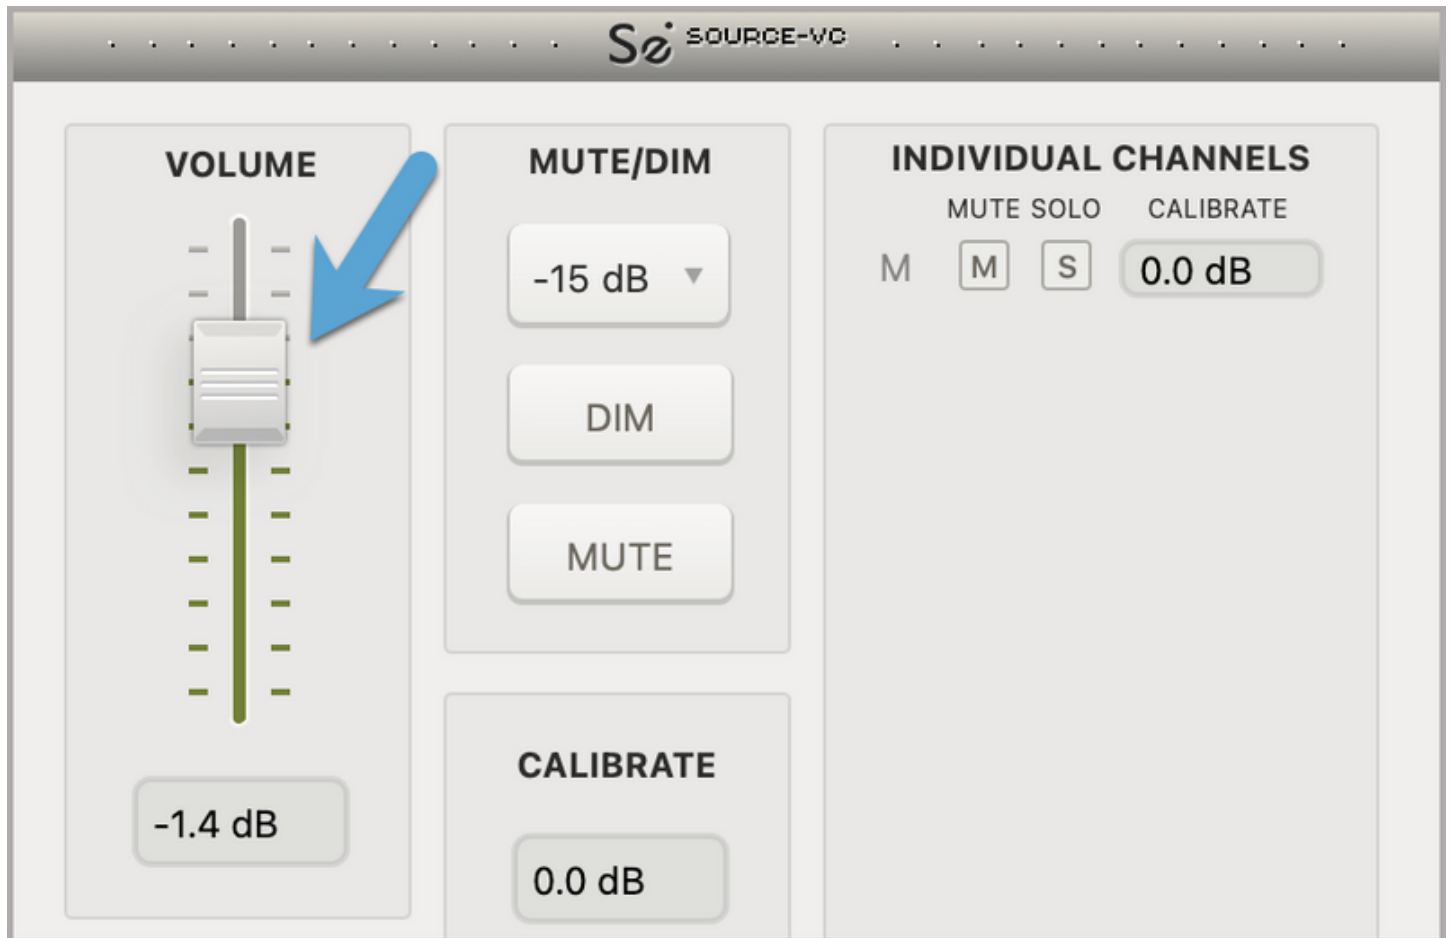 Se SOURCE-VC
VOLUME
-1.4 dB
MUTE/DIM
-15 dB
DIM
MUTE
CALIBRATE
0.0 dB
INDIVIDUAL CHANNELS
MUTE SOLO CALIBRATE
M M S 0.0 dB